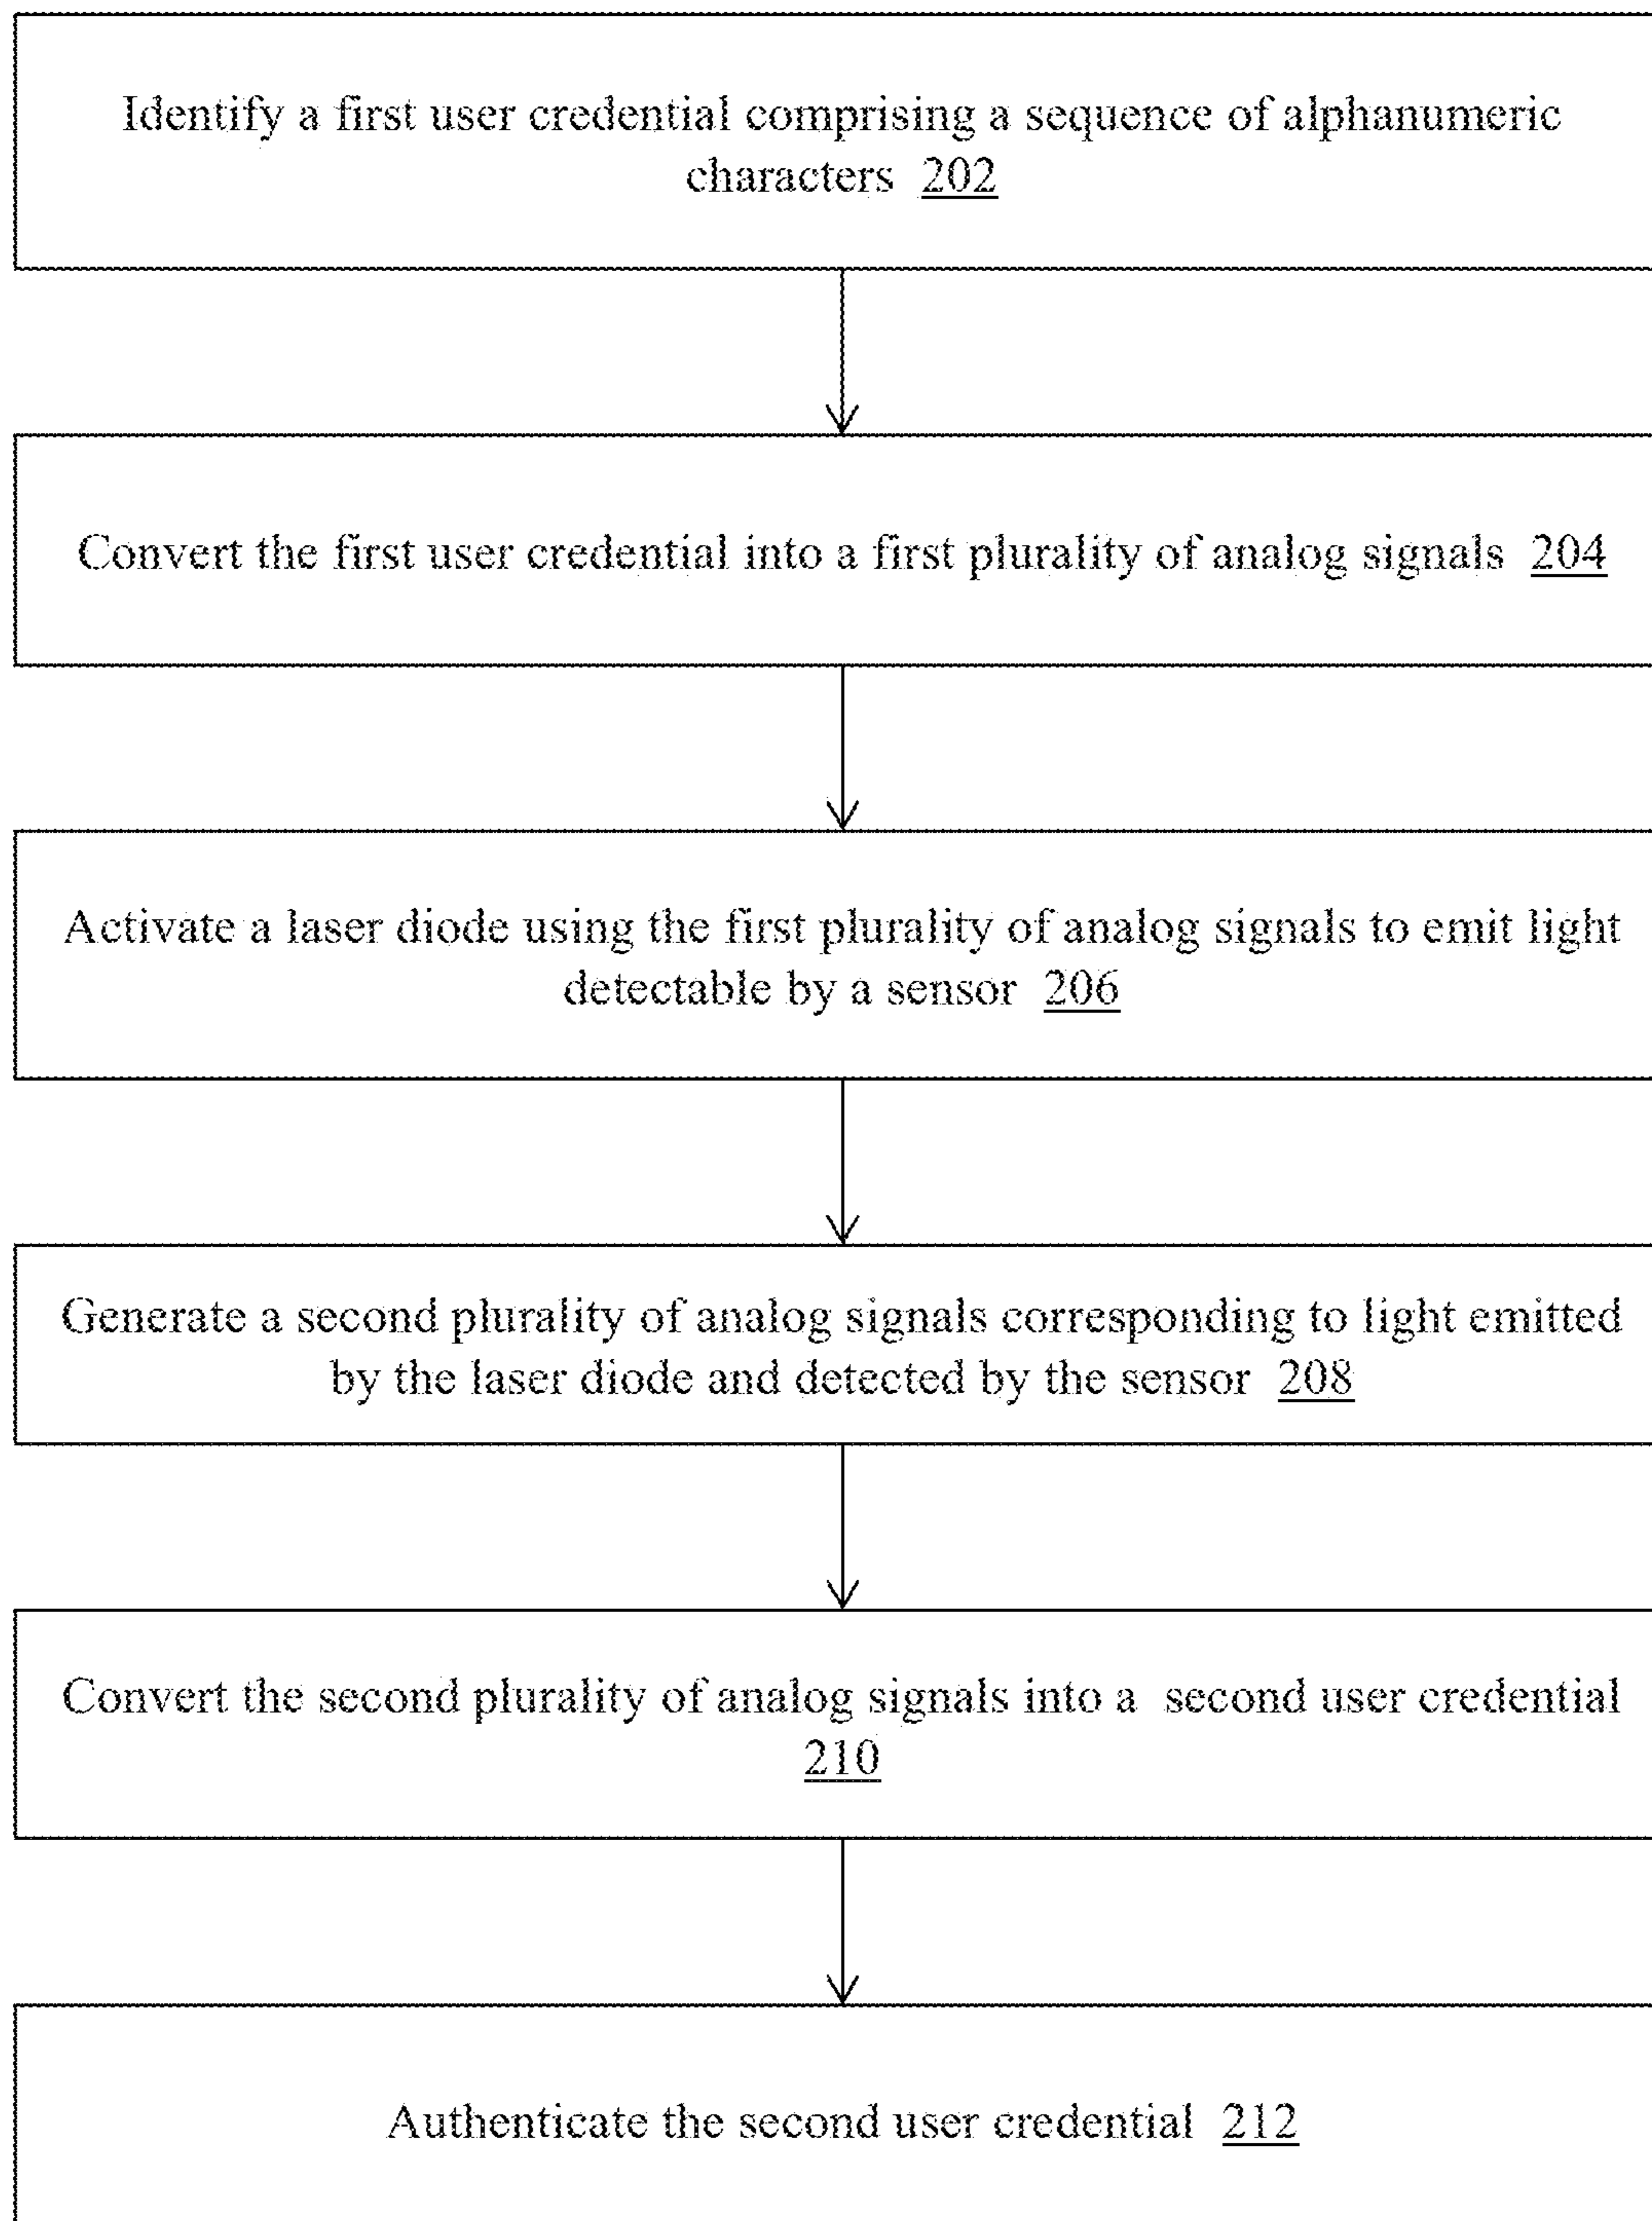 Identify a first user credential comprising a sequence of alphanumeric
characters 202
Convert the first user credential into a first plurality of analog signals 204
Activate a laser diode using the first plurality of analog signals to emit light
detectable by a sensor 206
Generate a second plurality of analog signals corresponding to light emitted
by the laser diode and detected by the sensor 208
Convert the second plurality of analog signals into a second user credential
210
Authenticate the second user credential 212